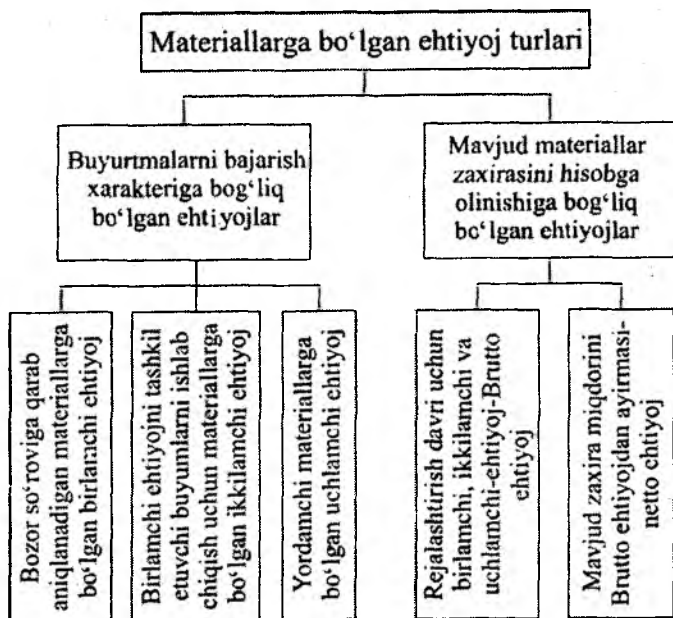 Materiallarga bo‘lgan ehtiyoj turlari
Buyurtmalarni bajarish
xarakteriga bog‘liq
bo‘lgan ehtiyojlar
Mavjud materiallar
zaxirasini hisobga
olinishiga bog‘liq
bo‘lgan ehtiyojlar
Bozor so‘roviga qarab
aniqlanadigan materiallarga
bo‘lgan birlamchi ehtiyoj
Birlamchi ehtiyojni tashkil
etuvchi buyumlarni ishlab
chiqish uchun materiallarga
bo‘lgan ikkilamchi ehtiyoj
Yordamchi materiallarga
bo‘lgan uchlamchi ehtiyoj
Rejalashtirish davri uchun
birlamchi, ikkilamchi va
uchlamchi-ehtiyoj-Brutto
ehtiyoj
Mavjud zaxira miqdorini
Brutto ehtiyojdan ayirmasi-
netto ehtiyoj